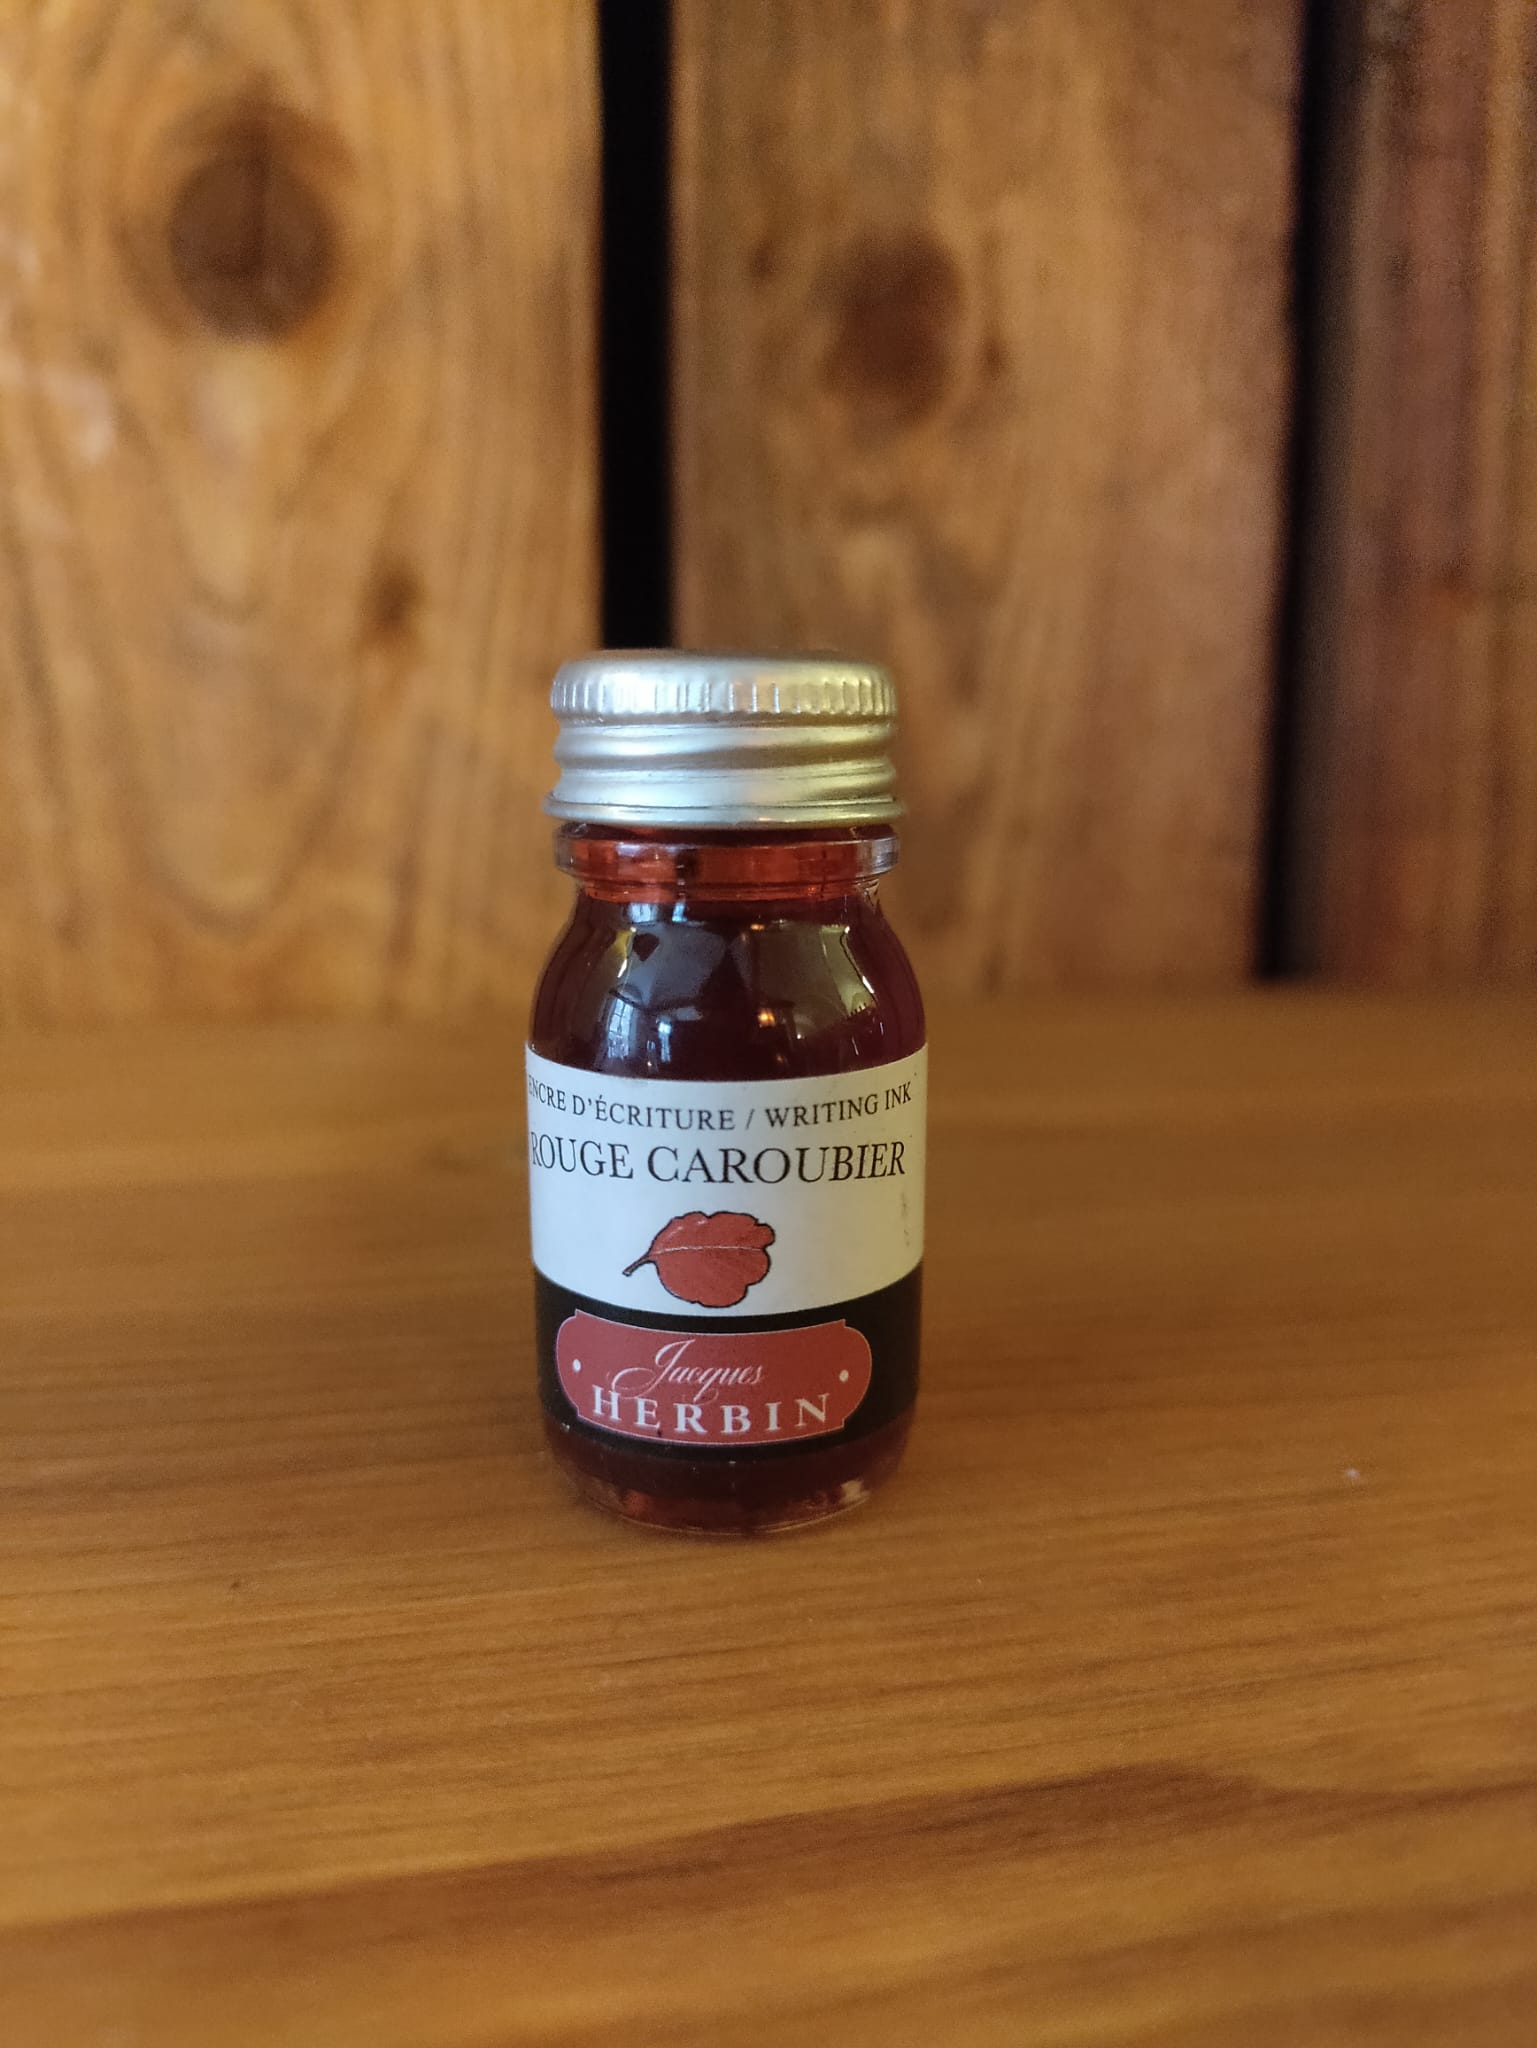 ENCRE D'ÉCRITURE / WRITING INK
ROUGE CAROUBIER
Jacques
HERBIN